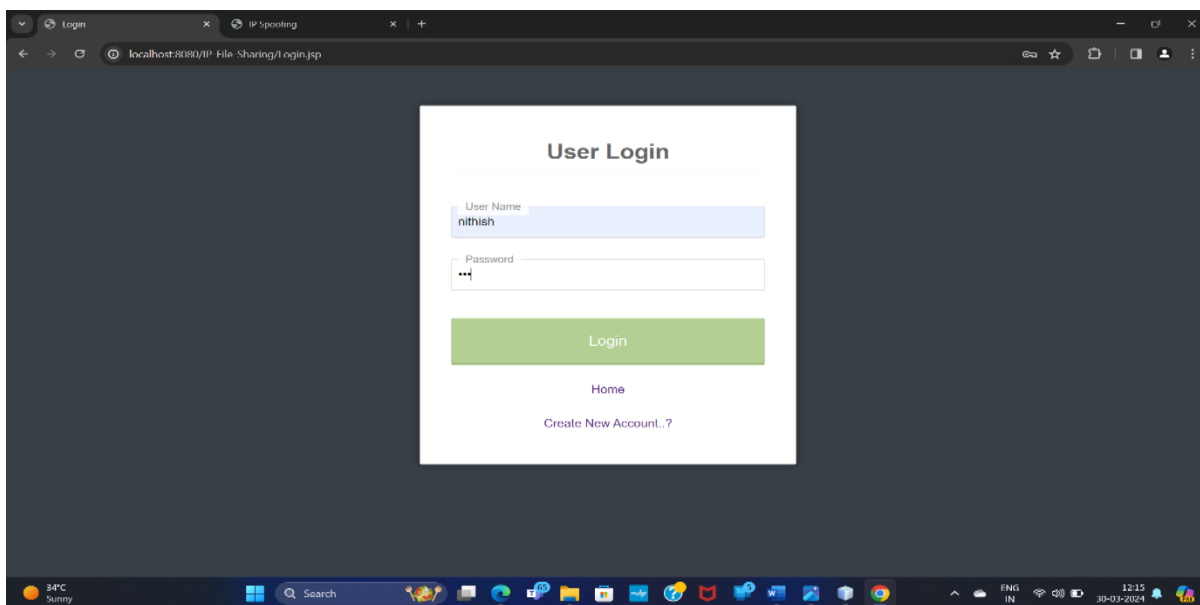 Login
IP Spoofing
localhost:8080/IP-File-Sharing/Login.jsp
User Login
User Name
nithish
Password
Login
Home
Create New Account..?
34°C
Sunny
Search
ENG
IN
12:15
30-03-2024